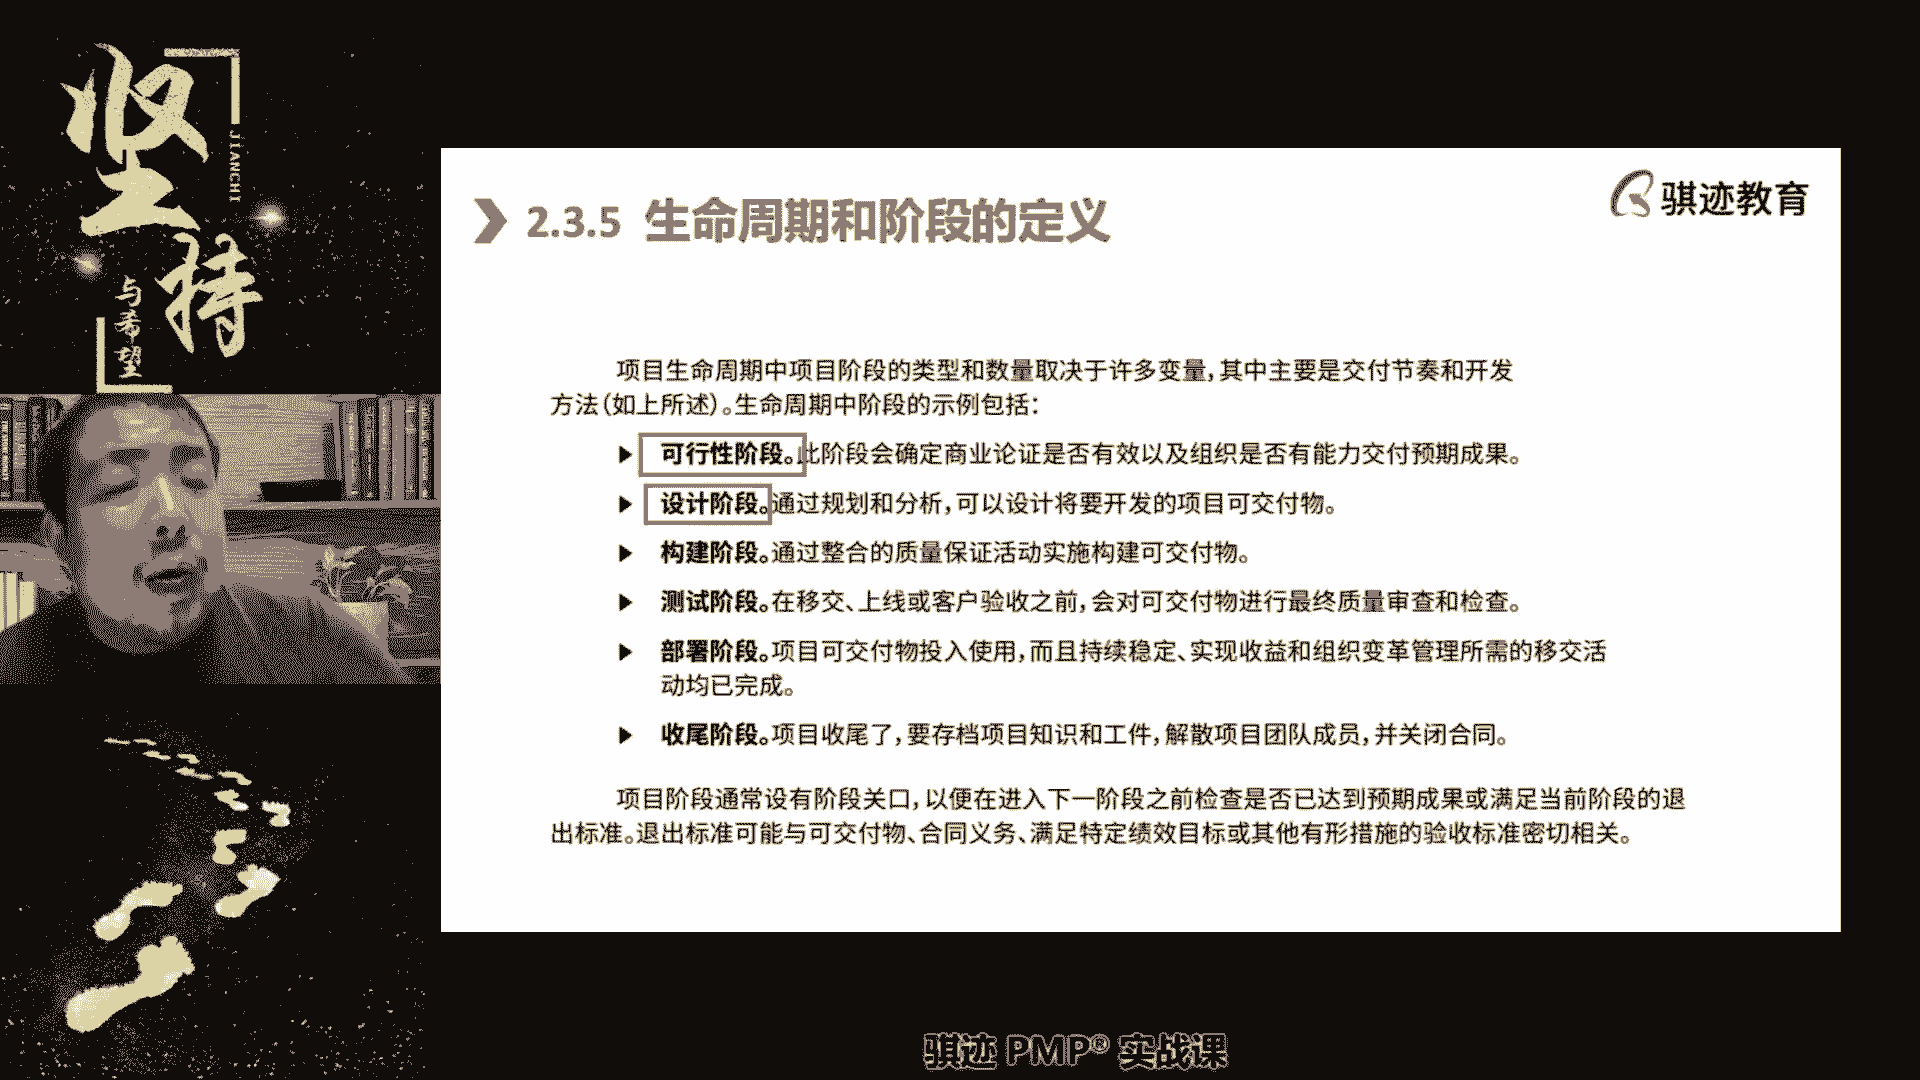 坚持
JIANCHI
与希望
骐迹教育
2.3.5 生命周期和阶段的定义
项目生命周期中项目阶段的类型和数量取决于许多变量,其中主要是交付节奏和开发
方法(如上所述)。生命周期中阶段的示例包括:
可行性阶段。此阶段会确定商业论证是否有效以及组织是否有能力交付预期成果。
设计阶段。通过规划和分析,可以设计将要开发的项目可交付物。
构建阶段。通过整合的质量保证活动实施构建可交付物。
测试阶段。在移交、上线或客户验收之前,会对可交付物进行最终质量审查和检查。
部署阶段。项目可交付物投入使用,而且持续稳定、实现收益和组织变革管理所需的移交活
动均已完成。
收尾阶段。项目收尾了,要存档项目知识和工件,解散项目团队成员,并关闭合同。
项目阶段通常设有阶段关口,以便在进入下一阶段之前检查是否已达到预期成果或满足当前阶段的退
出标准。退出标准可能与可交付物、合同义务、满足特定绩效目标或其他有形措施的验收标准密切相关。
骐迹 PMP® 实战课